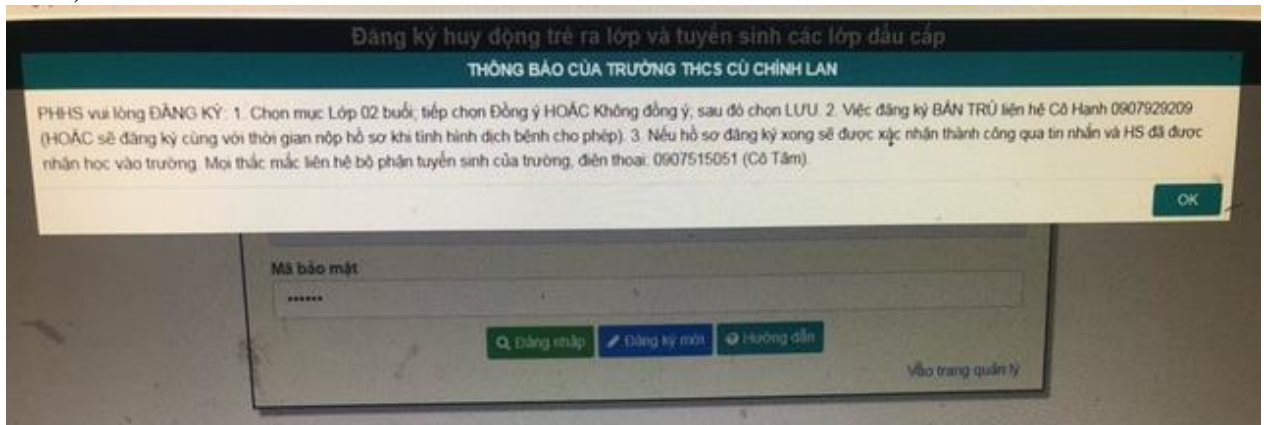 Đăng ký huy động trẻ ra lớp và tuyển sinh các lớp đầu cấp
THÔNG BÁO CỦA TRƯỜNG THCS CÙ CHÍNH LAN
PHHS vui lòng ĐĂNG KÝ: 1. Chọn mục Lớp 02 buổi; tiếp chọn Đồng ý HOẶC Không đồng ý, sau đó chọn LƯU. 2. Việc đăng ký BÁN TRÚ liên hệ Cô Hạnh 0907929209
(HOẶC sẽ đăng ký cùng với thời gian nộp hồ sơ khi tình hình dịch bệnh cho phép). 3. Nếu hồ sơ đăng ký xong sẽ được xác nhận thành công qua tin nhắn và HS đã được
nhận học vào trường. Mọi thắc mắc liên hệ bộ phận tuyển sinh của trường, điện thoại: 0907515051 (Cô Tâm).
OK
Mã bảo mật
••••••
Đăng nhập Đăng ký mới Hướng dẫn
Vào trang quản lý